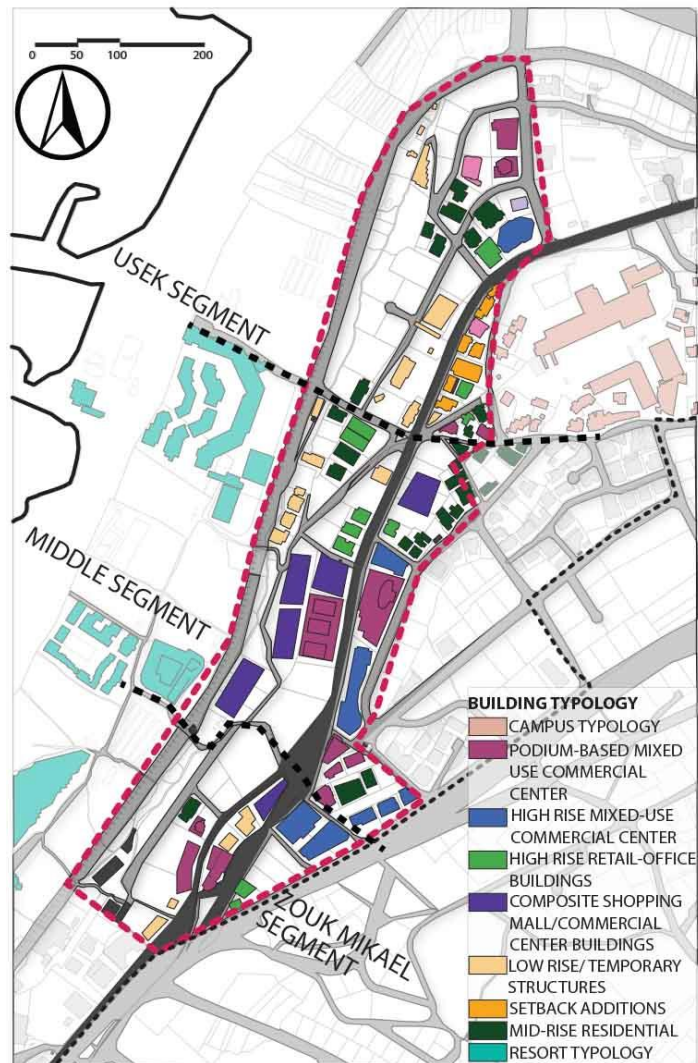 0 50 100 200
USEK SEGMENT
MIDDLE SEGMENT
ZOUK MIKAEL
SEGMENT
BUILDING TYPOLOGY
CAMPUS TYPOLOGY
PODIUM-BASED MIXED
USE COMMERCIAL
CENTER
HIGH RISE MIXED-USE
COMMERCIAL CENTER
HIGH RISE RETAIL-OFFICE
BUILDINGS
COMPOSITE SHOPPING
MALL/COMMERCIAL
CENTER BUILDINGS
LOW RISE/ TEMPORARY
STRUCTURES
SETBACK ADDITIONS
MID-RISE RESIDENTIAL
RESORT TYPOLOGY